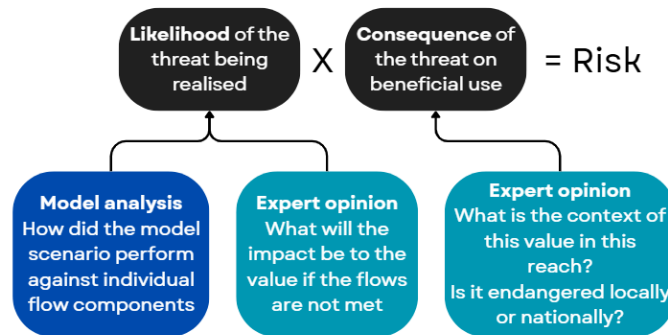 Likelihood of the
threat being
realised
X
Consequence of
the threat on
beneficial use
= Risk
Model analysis
How did the model
scenario perform
against individual
flow components
Expert opinion
What will the
impact be to the
value if the flows
are not met
Expert opinion
What is the context of
this value in this
reach?
Is it endangered locally
or nationally?